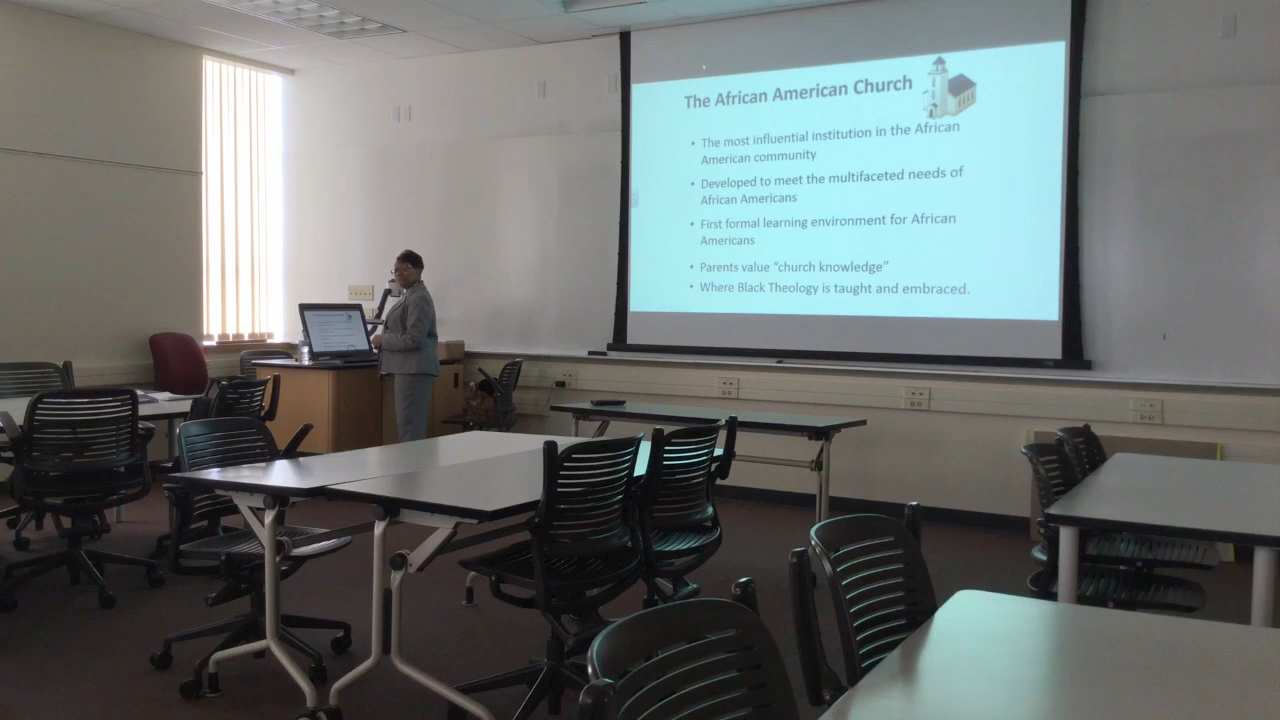 The African American Church
• The most influential institution in the African
American community
• Developed to meet the multifaceted needs of
African Americans
• First formal learning environment for African
Americans
• Parents value “church knowledge”
• Where Black Theology is taught and embraced.